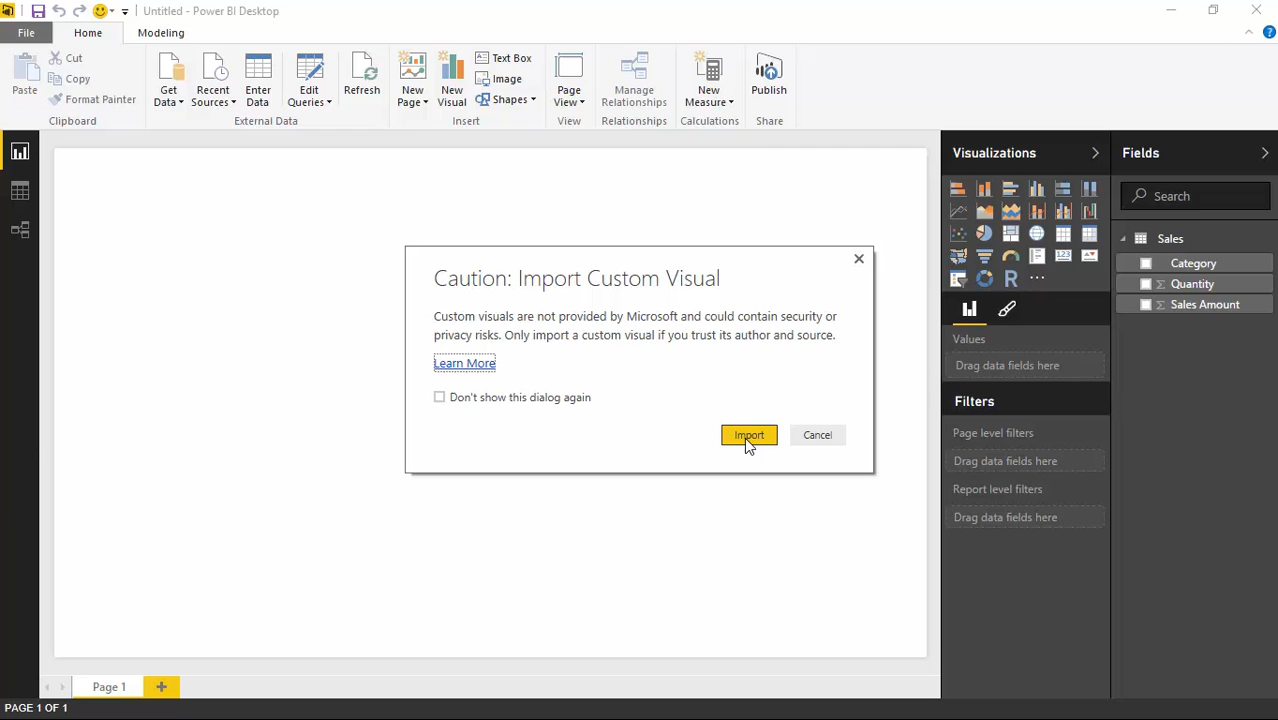 Untitled - Power BI Desktop
File
Home
Modeling
Paste
Cut
Copy
Format Painter
Clipboard
Get Data
Recent Sources
Enter Data
Edit Queries
Refresh
External Data
New Page
New Visual
Text Box
Image
Shapes
Insert
Page View
View
Manage Relationships
Relationships
New Measure
Calculations
Publish
Share
Caution: Import Custom Visual
Custom visuals are not provided by Microsoft and could contain security or
privacy risks. Only import a custom visual if you trust its author and source.
Learn More
Don't show this dialog again
Import
Cancel
Visualizations
R
Values
Drag data fields here
Filters
Page level filters
Drag data fields here
Report level filters
Drag data fields here
Fields
Search
Sales
Category
Σ Quantity
Σ Sales Amount
Page 1
PAGE 1 OF 1